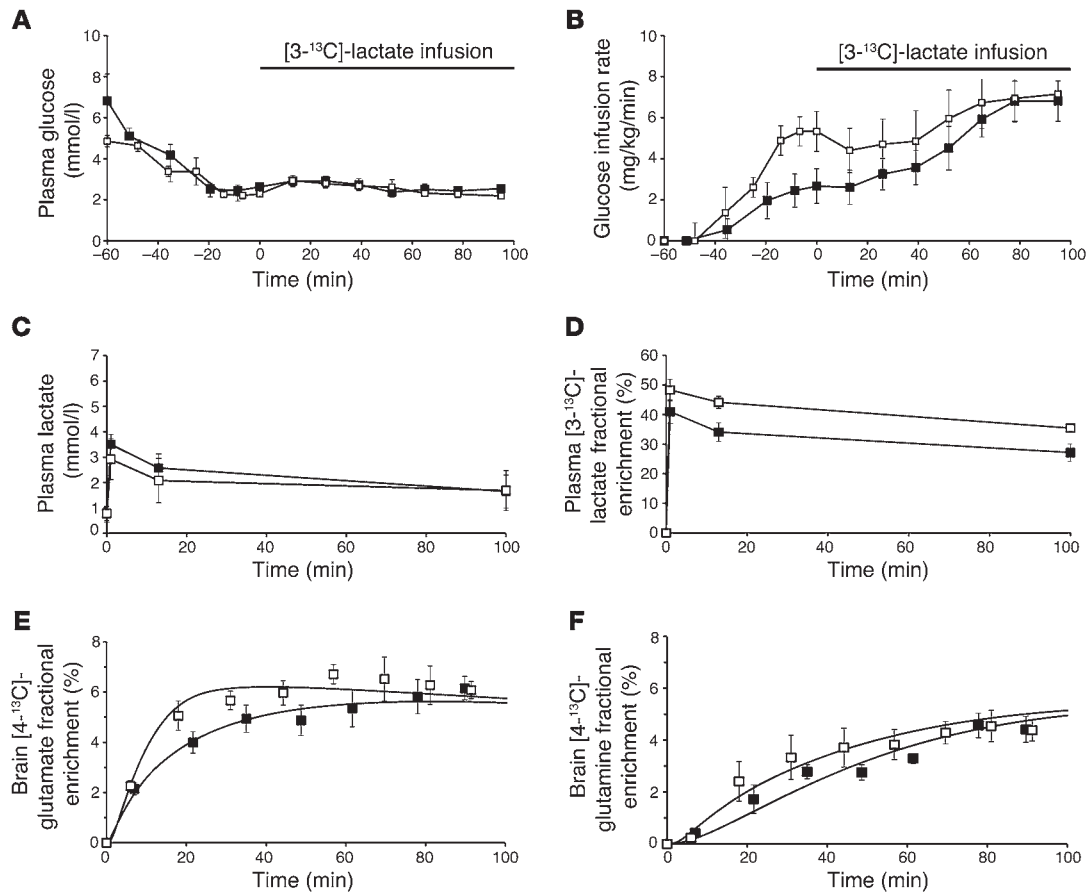 A
[3-¹³C]-lactate infusion
Plasma glucose
(mmol/l)
10
8
6
4
2
0
–60 –40 –20 0 20 40 60 80 100
Time (min)
B
[3-¹³C]-lactate infusion
Glucose infusion rate
(mg/kg/min)
10
8
6
4
2
0
–60 –40 –20 0 20 40 60 80 100
Time (min)
C
Plasma lactate
(mmol/l)
7
6
5
4
3
2
1
0
0 20 40 60 80 100
Time (min)
D
Plasma [3-¹³C]-
lactate fractional
enrichment (%)
60
50
40
30
20
10
0
0 20 40 60 80 100
Time (min)
E
Brain [4-¹³C]-
glutamate fractional
enrichment (%)
8
6
4
2
0
0 20 40 60 80 100
Time (min)
F
Brain [4-¹³C]-
glutamine fractional
enrichment (%)
8
6
4
2
0
0 20 40 60 80 100
Time (min)